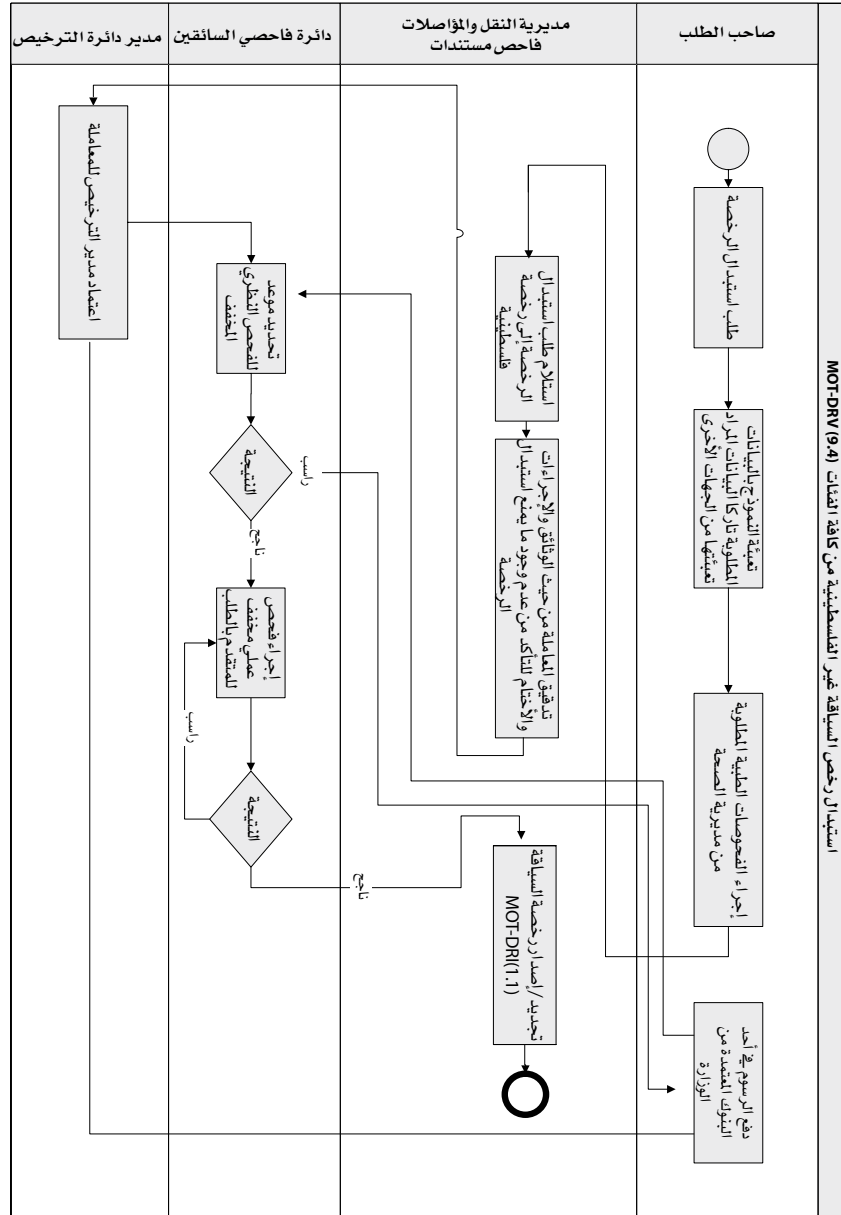 استبدال رخص السياقة غير الفلسطينية من كافة الفئات MOT-DRV (9.4)
صاحب الطلب
مديرية النقل والمؤاصلات
فاحص مستندات
دائرة فاحصي السائقين
مدير دائرة الترخيص
طلب استبدال الرخصة
تعبئة النموذج بالبيانات
المطلوبة تاركا البيانات المراد
تعبئتها من الجهات الأخرى
إجراء الفحوصات الطبية المطلوبة
من مديرية الصحة
دفع الرسوم في أحد
البنوك المعتمدة من
الوزارة
استلام طلب استبدال
الرخصة إلى رخصة
فلسطينية
تدقيق المعاملة من حيث الوثائق والإجراءات
والأختام للتأكد من عدم وجود ما يمنع استبدال
الرخصة
تجديد/إصدار رخصة السياقة
MOT-DRI(1.1)
تحديد موعد
للفحص النظري
المخفف
النتيجة
راسب
ناجح
إجراء فحص
عملي مخفف
للمتقدم بالطلب
راسب
النتيجة
ناجح
اعتماد مدير الترخيص للمعاملة